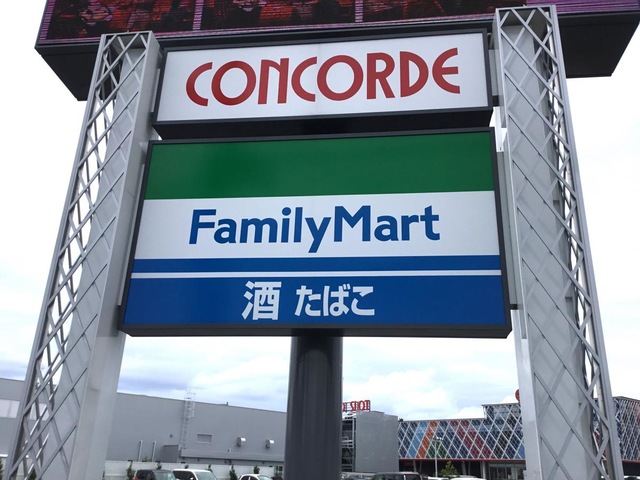 CONCORDE
FamilyMart
酒 たばこ